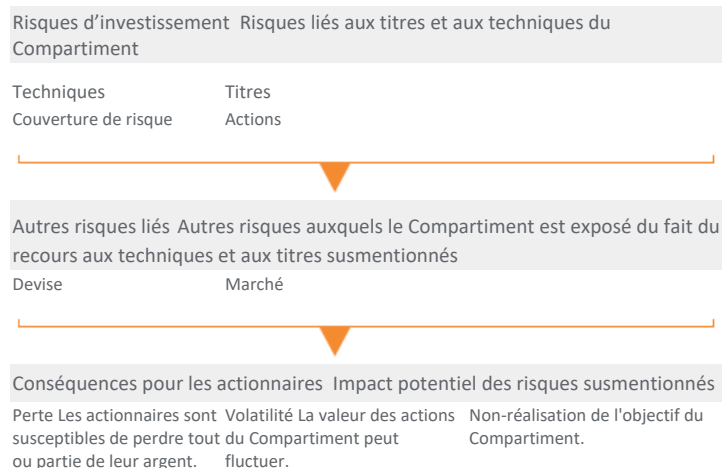 Risques d’investissement Risques liés aux titres et aux techniques du
Compartiment
Techniques Titres
Couverture de risque Actions
Autres risques liés Autres risques auxquels le Compartiment est exposé du fait du
recours aux techniques et aux titres susmentionnés
Devise Marché
Conséquences pour les actionnaires Impact potentiel des risques susmentionnés
Perte Les actionnaires sont
susceptibles de perdre tout
ou partie de leur argent.
Volatilité La valeur des actions
du Compartiment peut
fluctuer.
Non-réalisation de l'objectif du
Compartiment.